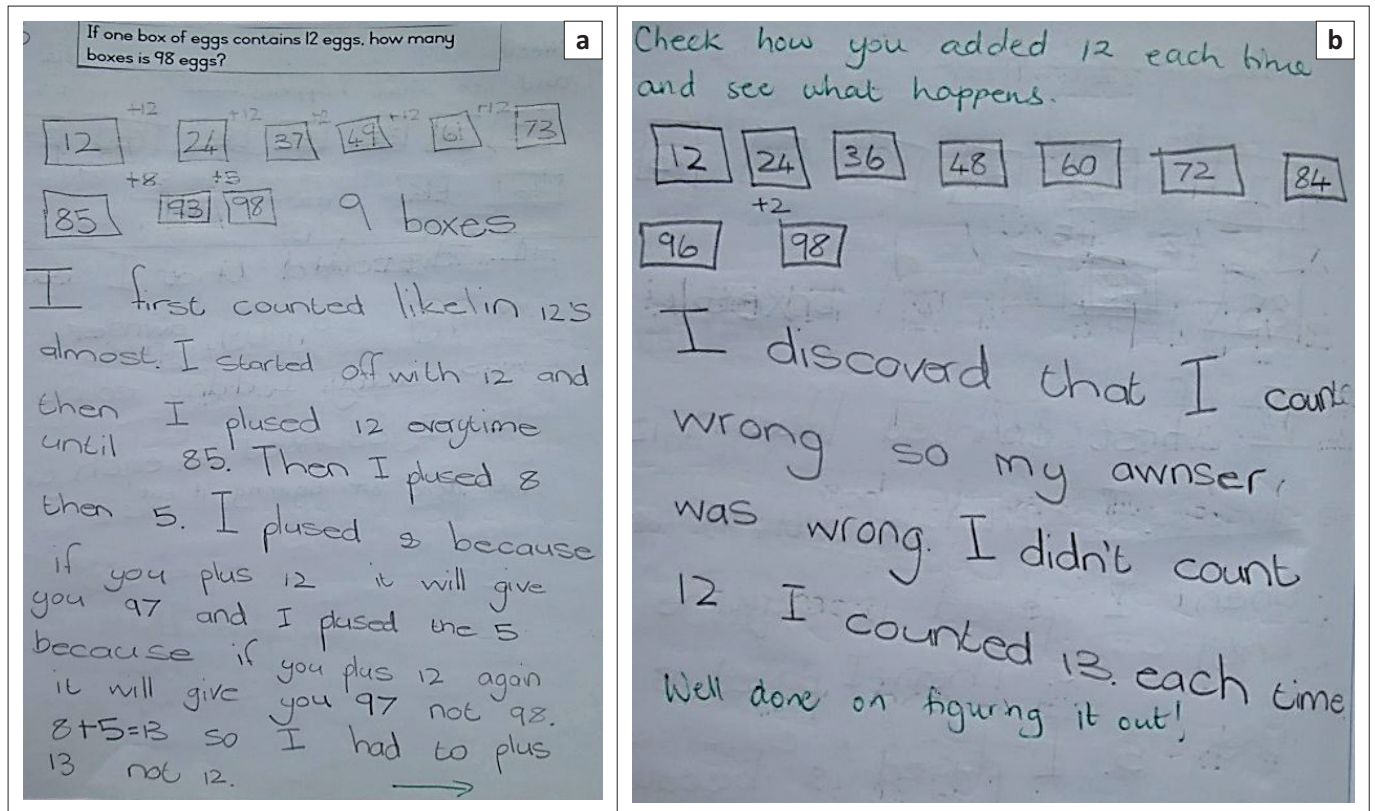 a
If one box of eggs contains 12 eggs, how many
boxes is 98 eggs?
+12 +12 +12 +12
12 24 37 49 61 73
+8 +5
85 93 98 9 boxes
I first counted like in 12's
almost. I started off with 12 and
then I plused 12 everytime
until 85. Then I plused 8
then 5. I plused 8 because
if you plus 12 it will give
you 97 and I plused the 5
because if you plus 12 again
it will give you 97 not 98.
8+5=13 so I had to plus
13 not 12.
b
Check how you added 12 each time
and see what happens.
12 24 36 48 60 72 84
+2
96 98
I discoverd that I
wrong so my awnser
was wrong. I didn't count
12 I counted 13. each time
Well done on figuring it out!